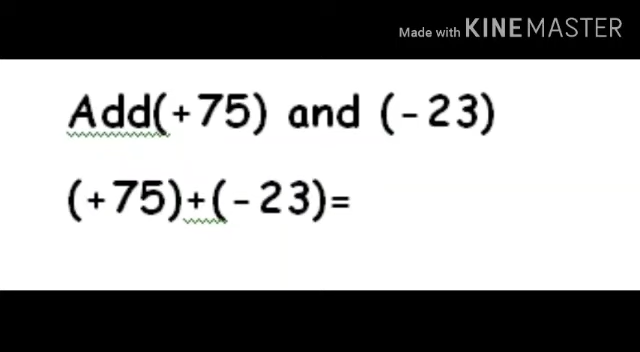 Made with KINEMASTER
Add(+75) and (-23)
(+75)+(-23)=